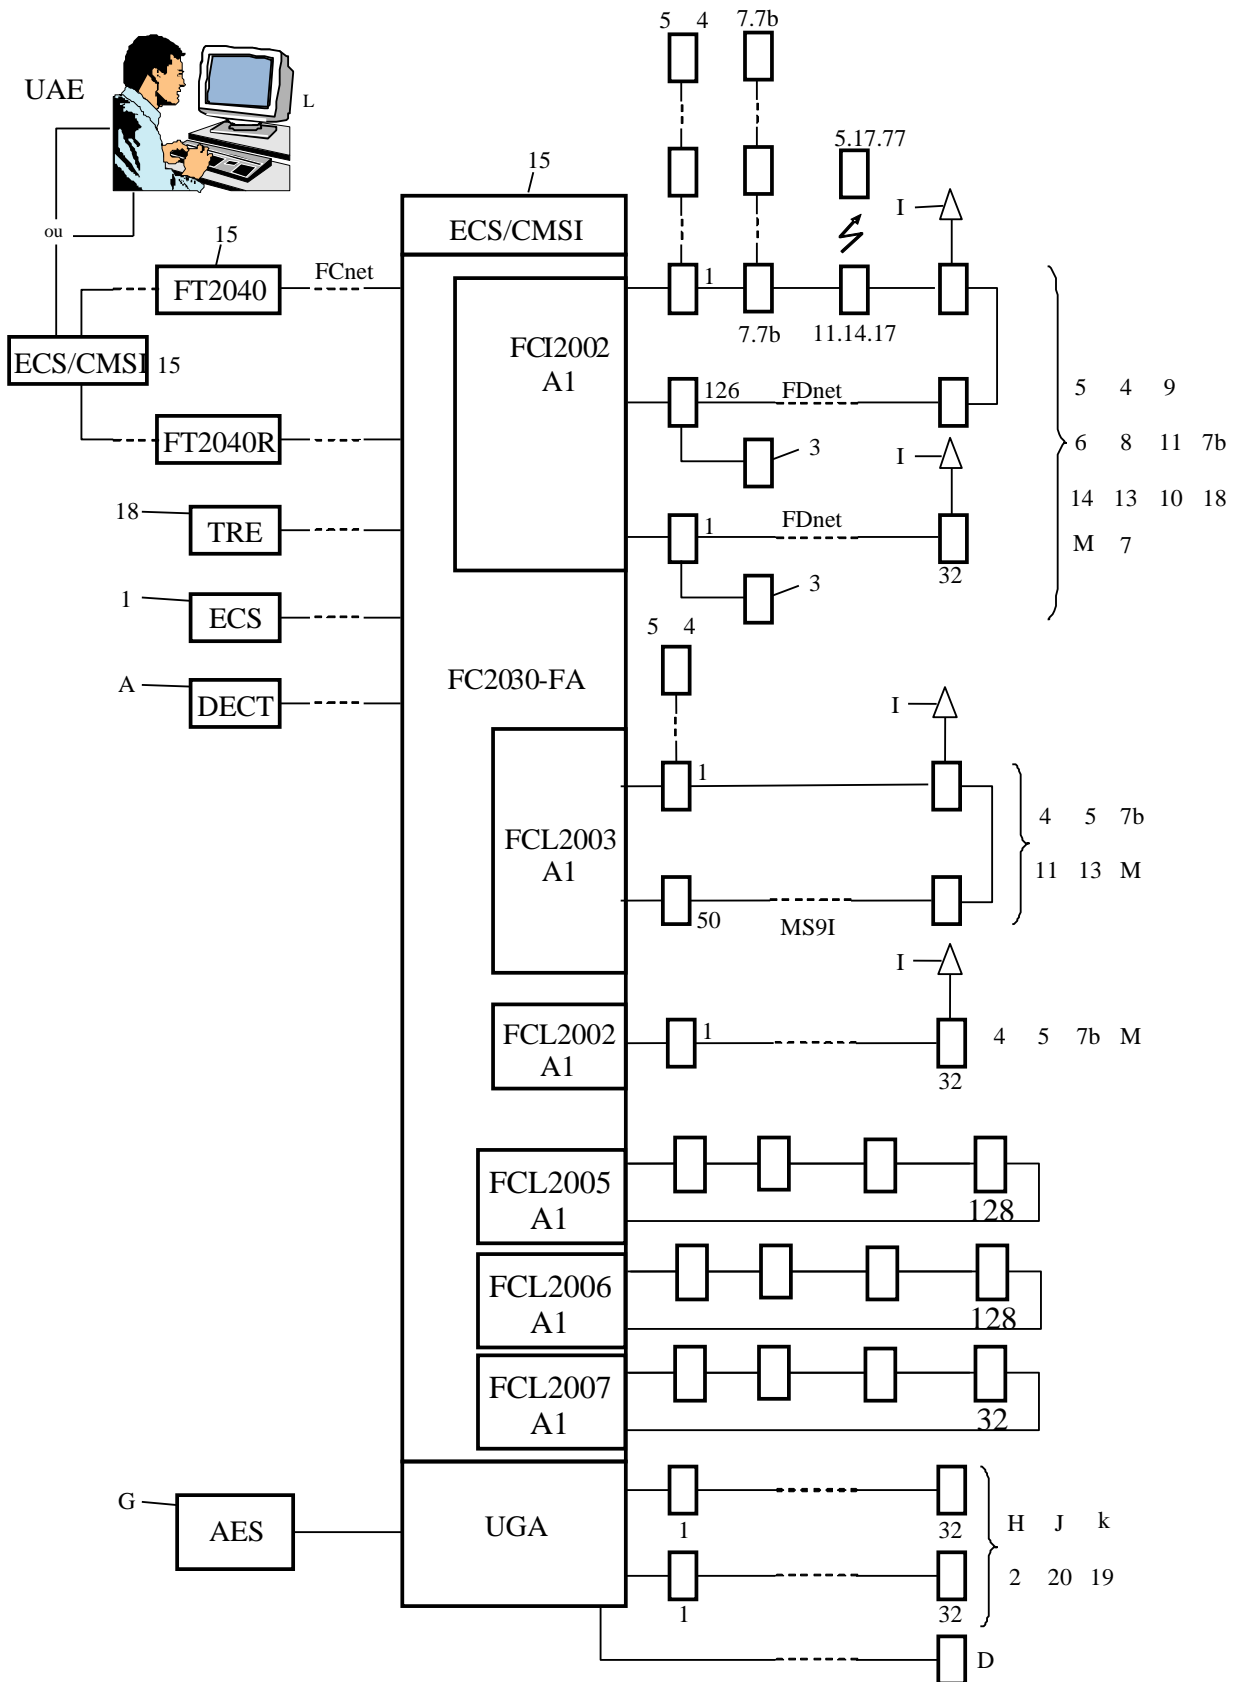 5 4 7.7b
UAE
L
5.17.77
15
I
ECS/CMSI
ou
15
FT2040
FCnet
1
7.7b
11.14.17
FCI2002
A1
ECS/CMSI
15
126
FDnet
5 4 9
FT2040R
I
3
6 8 11 7b
18
TRE
1
FDnet
14 13 10 18
M 7
32
3
1
ECS
5 4
A
DECT
FC2030-FA
I
1
FCL2003
A1
4 5 7b
11 13 M
50
MS9I
I
FCL2002
A1
1
4 5 7b M
32
FCL2005
A1
128
FCL2006
A1
128
FCL2007
A1
32
G
AES
UGA
1
32
H J k
2 20 19
1
32
D